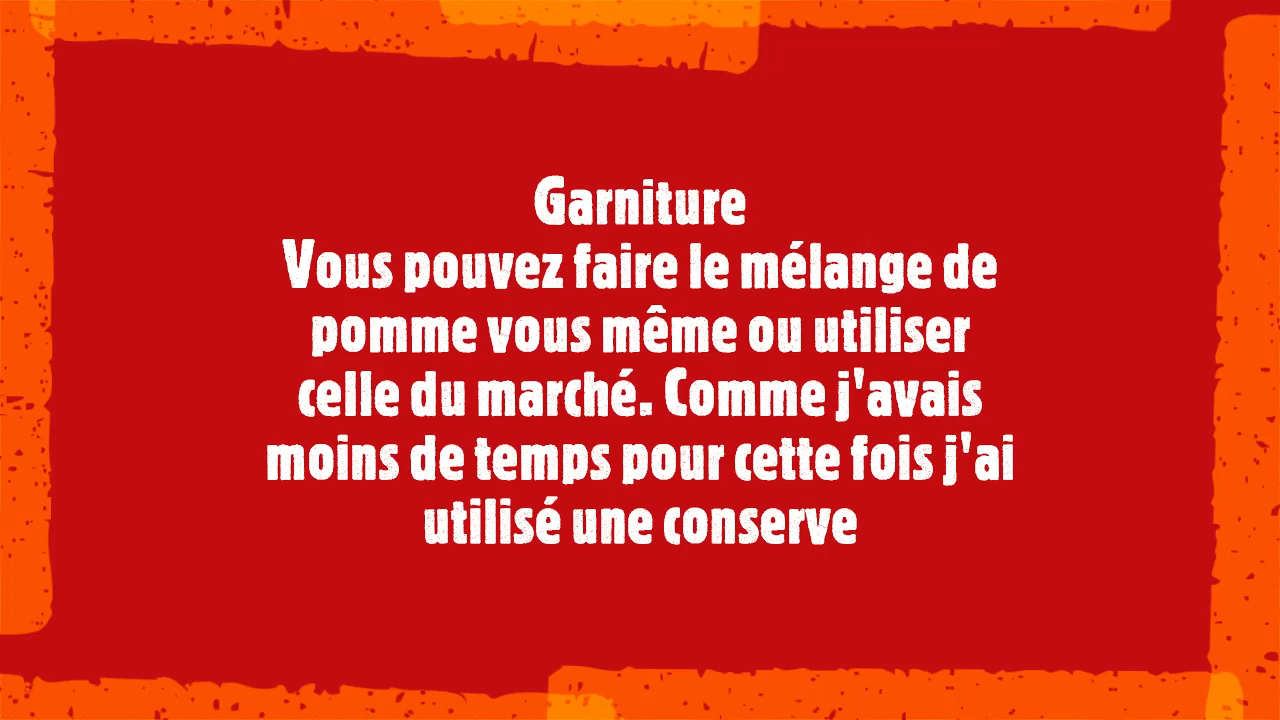 Garniture
Vous pouvez faire le mélange de
pomme vous même ou utiliser
celle du marché. Comme j'avais
moins de temps pour cette fois j'ai
utilisé une conserve